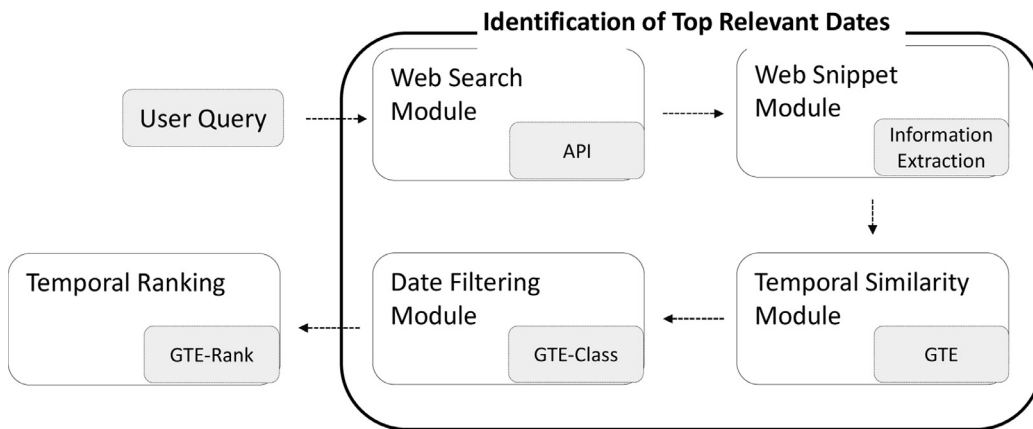 Identification of Top Relevant Dates
User Query
Web Search
Module
API
Web Snippet
Module
Information
Extraction
Temporal Similarity
Module
GTE
Date Filtering
Module
GTE-Class
Temporal Ranking
GTE-Rank